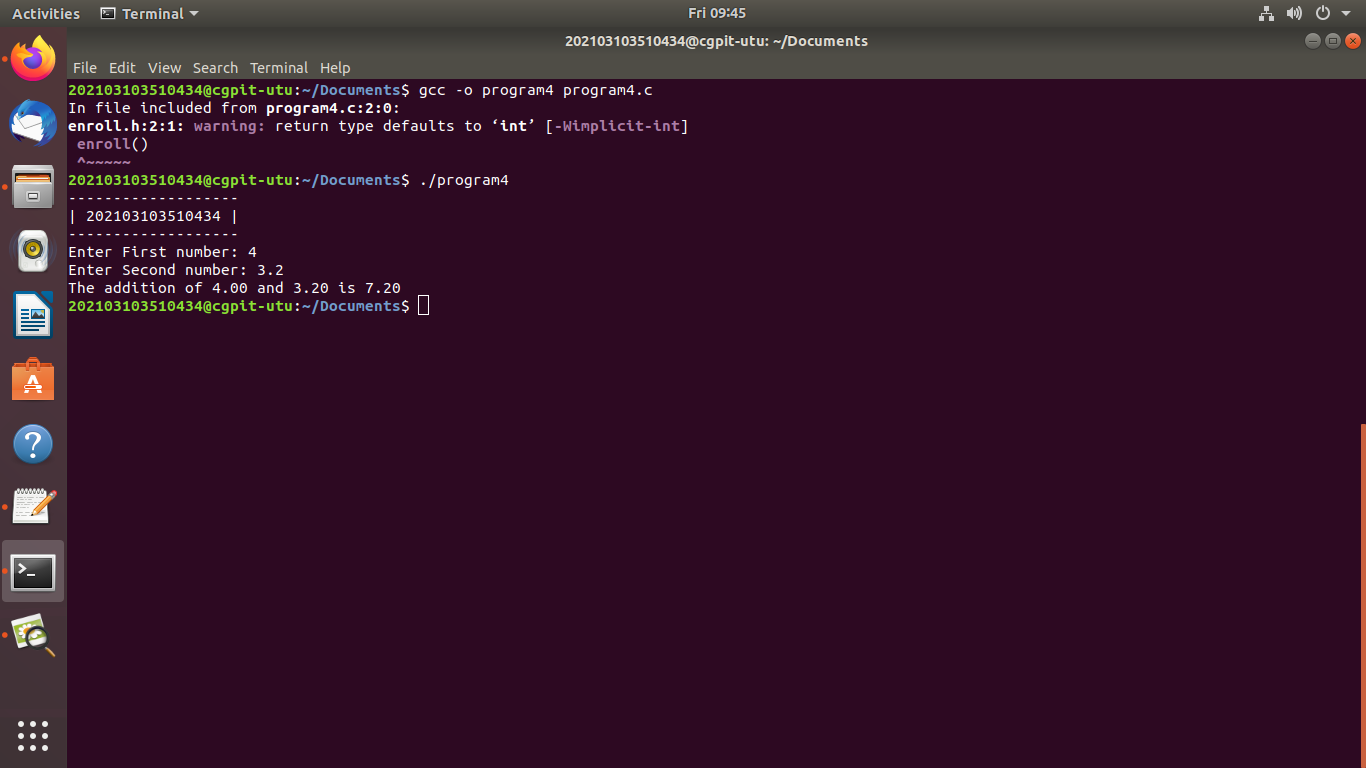 Activities Terminal Fri 09:45
202103103510434@cgpit-utu: ~/Documents
File Edit View Search Terminal Help
202103103510434@cgpit-utu:~/Documents$ gcc -o program4 program4.c
In file included from program4.c:2:0:
enroll.h:2:1: warning: return type defaults to ‘int’ [-Wimplicit-int]
 enroll()
 ^~~~~~
202103103510434@cgpit-utu:~/Documents$ ./program4
-------------------
| 202103103510434 |
-------------------
Enter First number: 4
Enter Second number: 3.2
The addition of 4.00 and 3.20 is 7.20
202103103510434@cgpit-utu:~/Documents$